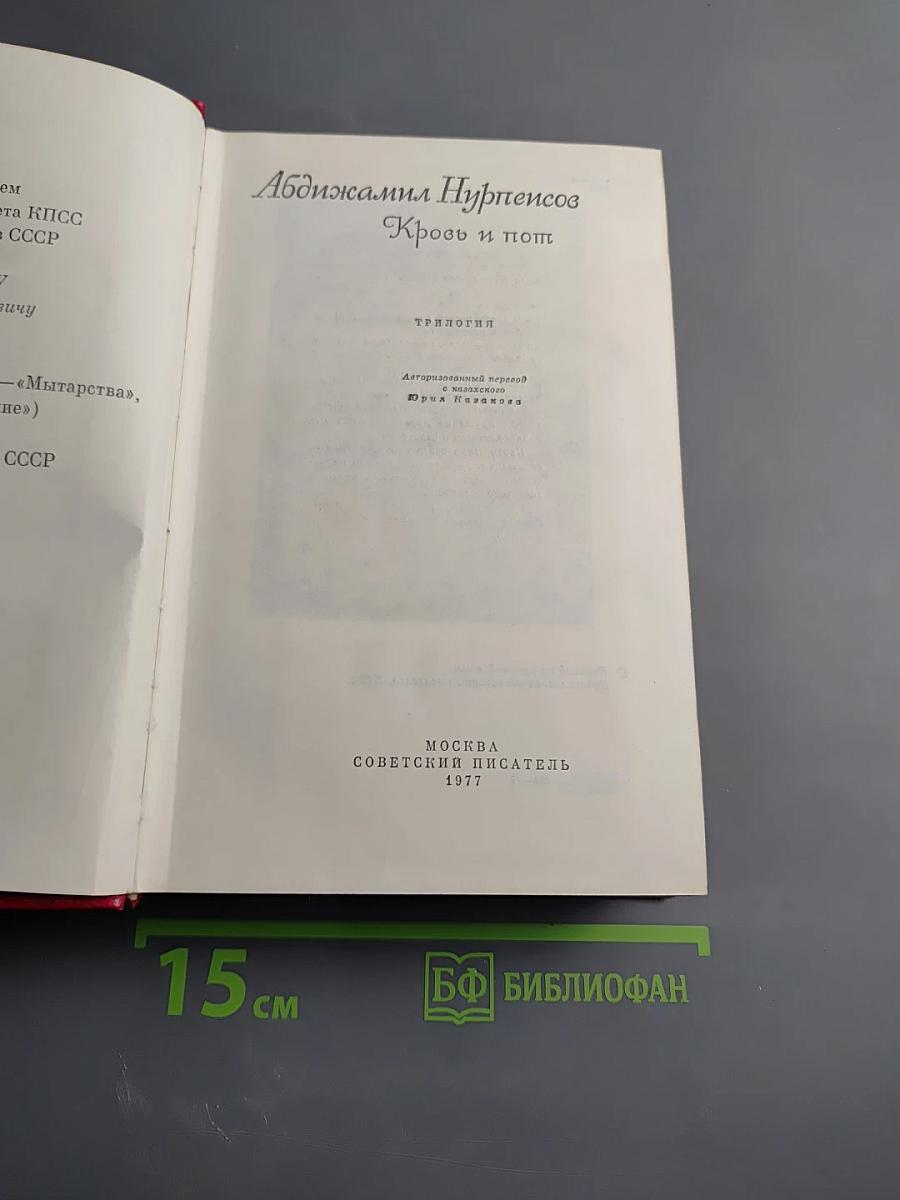 ем
ета КПСС
в СССР
у
вичу
—«Мытарства»,
ие»)
СССР
Абдижамил Нурпеисов
Кровь и пот
ТРИЛОГИЯ
Авторизованный перевод
с казахского
Юрия Казакова
МОСКВА
СОВЕТСКИЙ ПИСАТЕЛЬ
1977
15 см
БФ БИБЛИОФАН